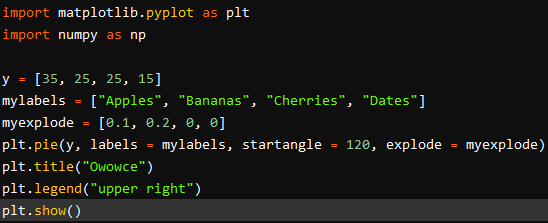 import matplotlib.pyplot as plt
import numpy as np
y = [35, 25, 25, 15]
mylabels = ["Apples", "Bananas", "Cherries", "Dates"]
myexplode = [0.1, 0.2, 0, 0]
plt.pie(y, labels = mylabels, startangle = 120, explode = myexplode)
plt.title("Owowce")
plt.legend("upper right")
plt.show()